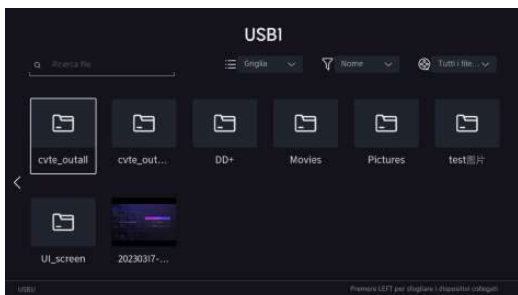 USB1
Ricerca file
Griglia
Nome
Tutti i file...
cvte_outall
cvte_out...
DD+
Movies
Pictures
test图片
UI_screen
20230317-...
USB1/
Premere LEFT per sfogliare i dispositivi collegati